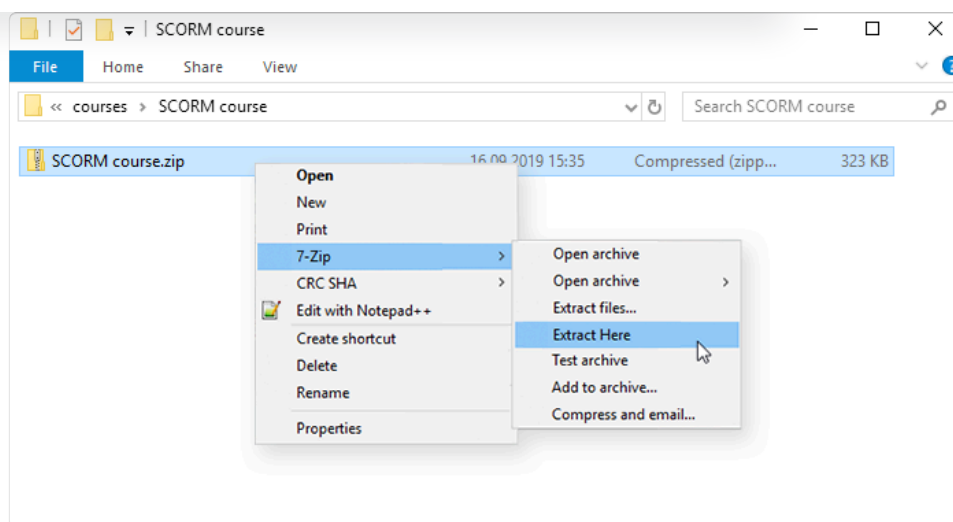 SCORM course
File Home Share View
« courses > SCORM course Search SCORM course
SCORM course.zip 16.09.2019 15:35 Compressed (zipp... 323 KB
Open
New
Print
7-Zip >
CRC SHA >
Edit with Notepad++
Create shortcut
Delete
Rename
Properties
Open archive
Open archive >
Extract files...
Extract Here
Test archive
Add to archive...
Compress and email...